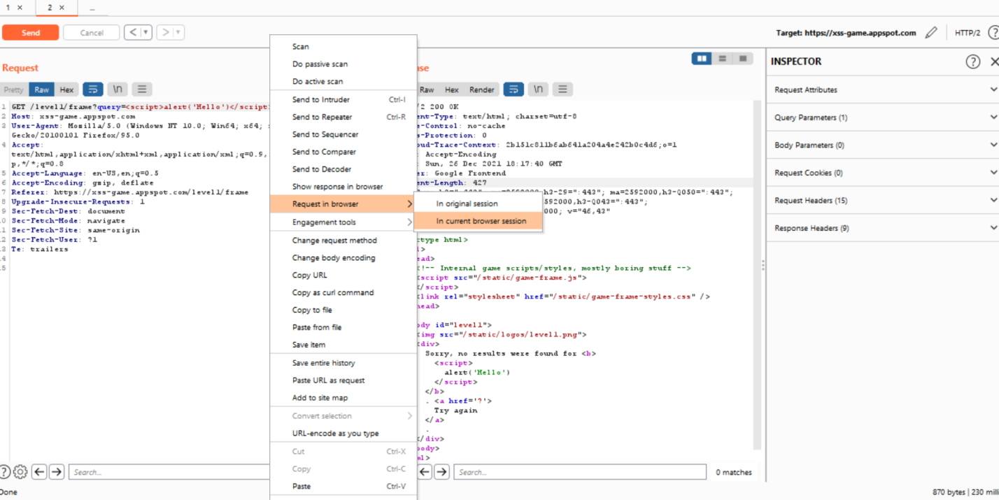 1 × 2 × ...
Send Cancel < > Target: https://xss-game.appspot.com HTTP/2 ?
Request
Pretty Raw Hex \n
1 GET /level1/frame?query=<script>alert('Hello')</script>
2 Host: xss-game.appspot.com
3 User-Agent: Mozilla/5.0 (Windows NT 10.0; Win64; x64;
Gecko/20100101 Firefox/95.0
4 Accept:
text/html,application/xhtml+xml,application/xml;q=0.9,
p,*/*;q=0.8
5 Accept-Language: en-US,en;q=0.5
6 Accept-Encoding: gzip, deflate
7 Referer: https://xss-game.appspot.com/level1/frame
8 Upgrade-Insecure-Requests: 1
9 Sec-Fetch-Dest: document
0 Sec-Fetch-Mode: navigate
1 Sec-Fetch-Site: same-origin
2 Sec-Fetch-User: ?1
3 Te: trailers
4
5
? Search...
Done
Scan
Do passive scan
Do active scan
Send to Intruder Ctrl-I
Send to Repeater Ctrl-R
Send to Sequencer
Send to Comparer
Send to Decoder
Show response in browser
Request in browser
Engagement tools
Change request method
Change body encoding
Copy URL
Copy as curl command
Copy to file
Paste from file
Save item
Save entire history
Paste URL as request
Add to site map
Convert selection
URL-encode as you type
Cut Ctrl-X
Copy Ctrl-C
Paste Ctrl-V
In original session
In current browser session
nse
Raw Hex Render \n
/2 200 OK
ent-Type: text/html; charset=utf-8
e-Control: no-cache
s-Protection: 0
oud-Trace-Context: 2b151c811b6ab641a204a4e242b0c4d6;o=1
: Accept-Encoding
: Sun, 26 Dec 2021 18:17:40 GMT
er: Google Frontend
ent-Length: 427
ma=2592000,h3-29=":443"; ma=2592000,h3-Q050=":443";
592000,h3-Q043=":443";
000; v="46,43"
ctype html>
l>
ead>
<!-- Internal game scripts/styles, mostly boring stuff -->
<script src="/static/game-frame.js">
</script>
<link rel="stylesheet" href="/static/game-frame-styles.css" />
head>
ody id="level1">
<img src="/static/logos/level1.png">
<div>
Sorry, no results were found for <b>
<script>
alert('Hello')
</script>
</b>
. <a href='?'>
Try again
</a>
.
</div>
body>
ml>
Search... 0 matches
INSPECTOR ?
Request Attributes
Query Parameters (1)
Body Parameters (0)
Request Cookies (0)
Request Headers (15)
Response Headers (9)
870 bytes | 230 milli